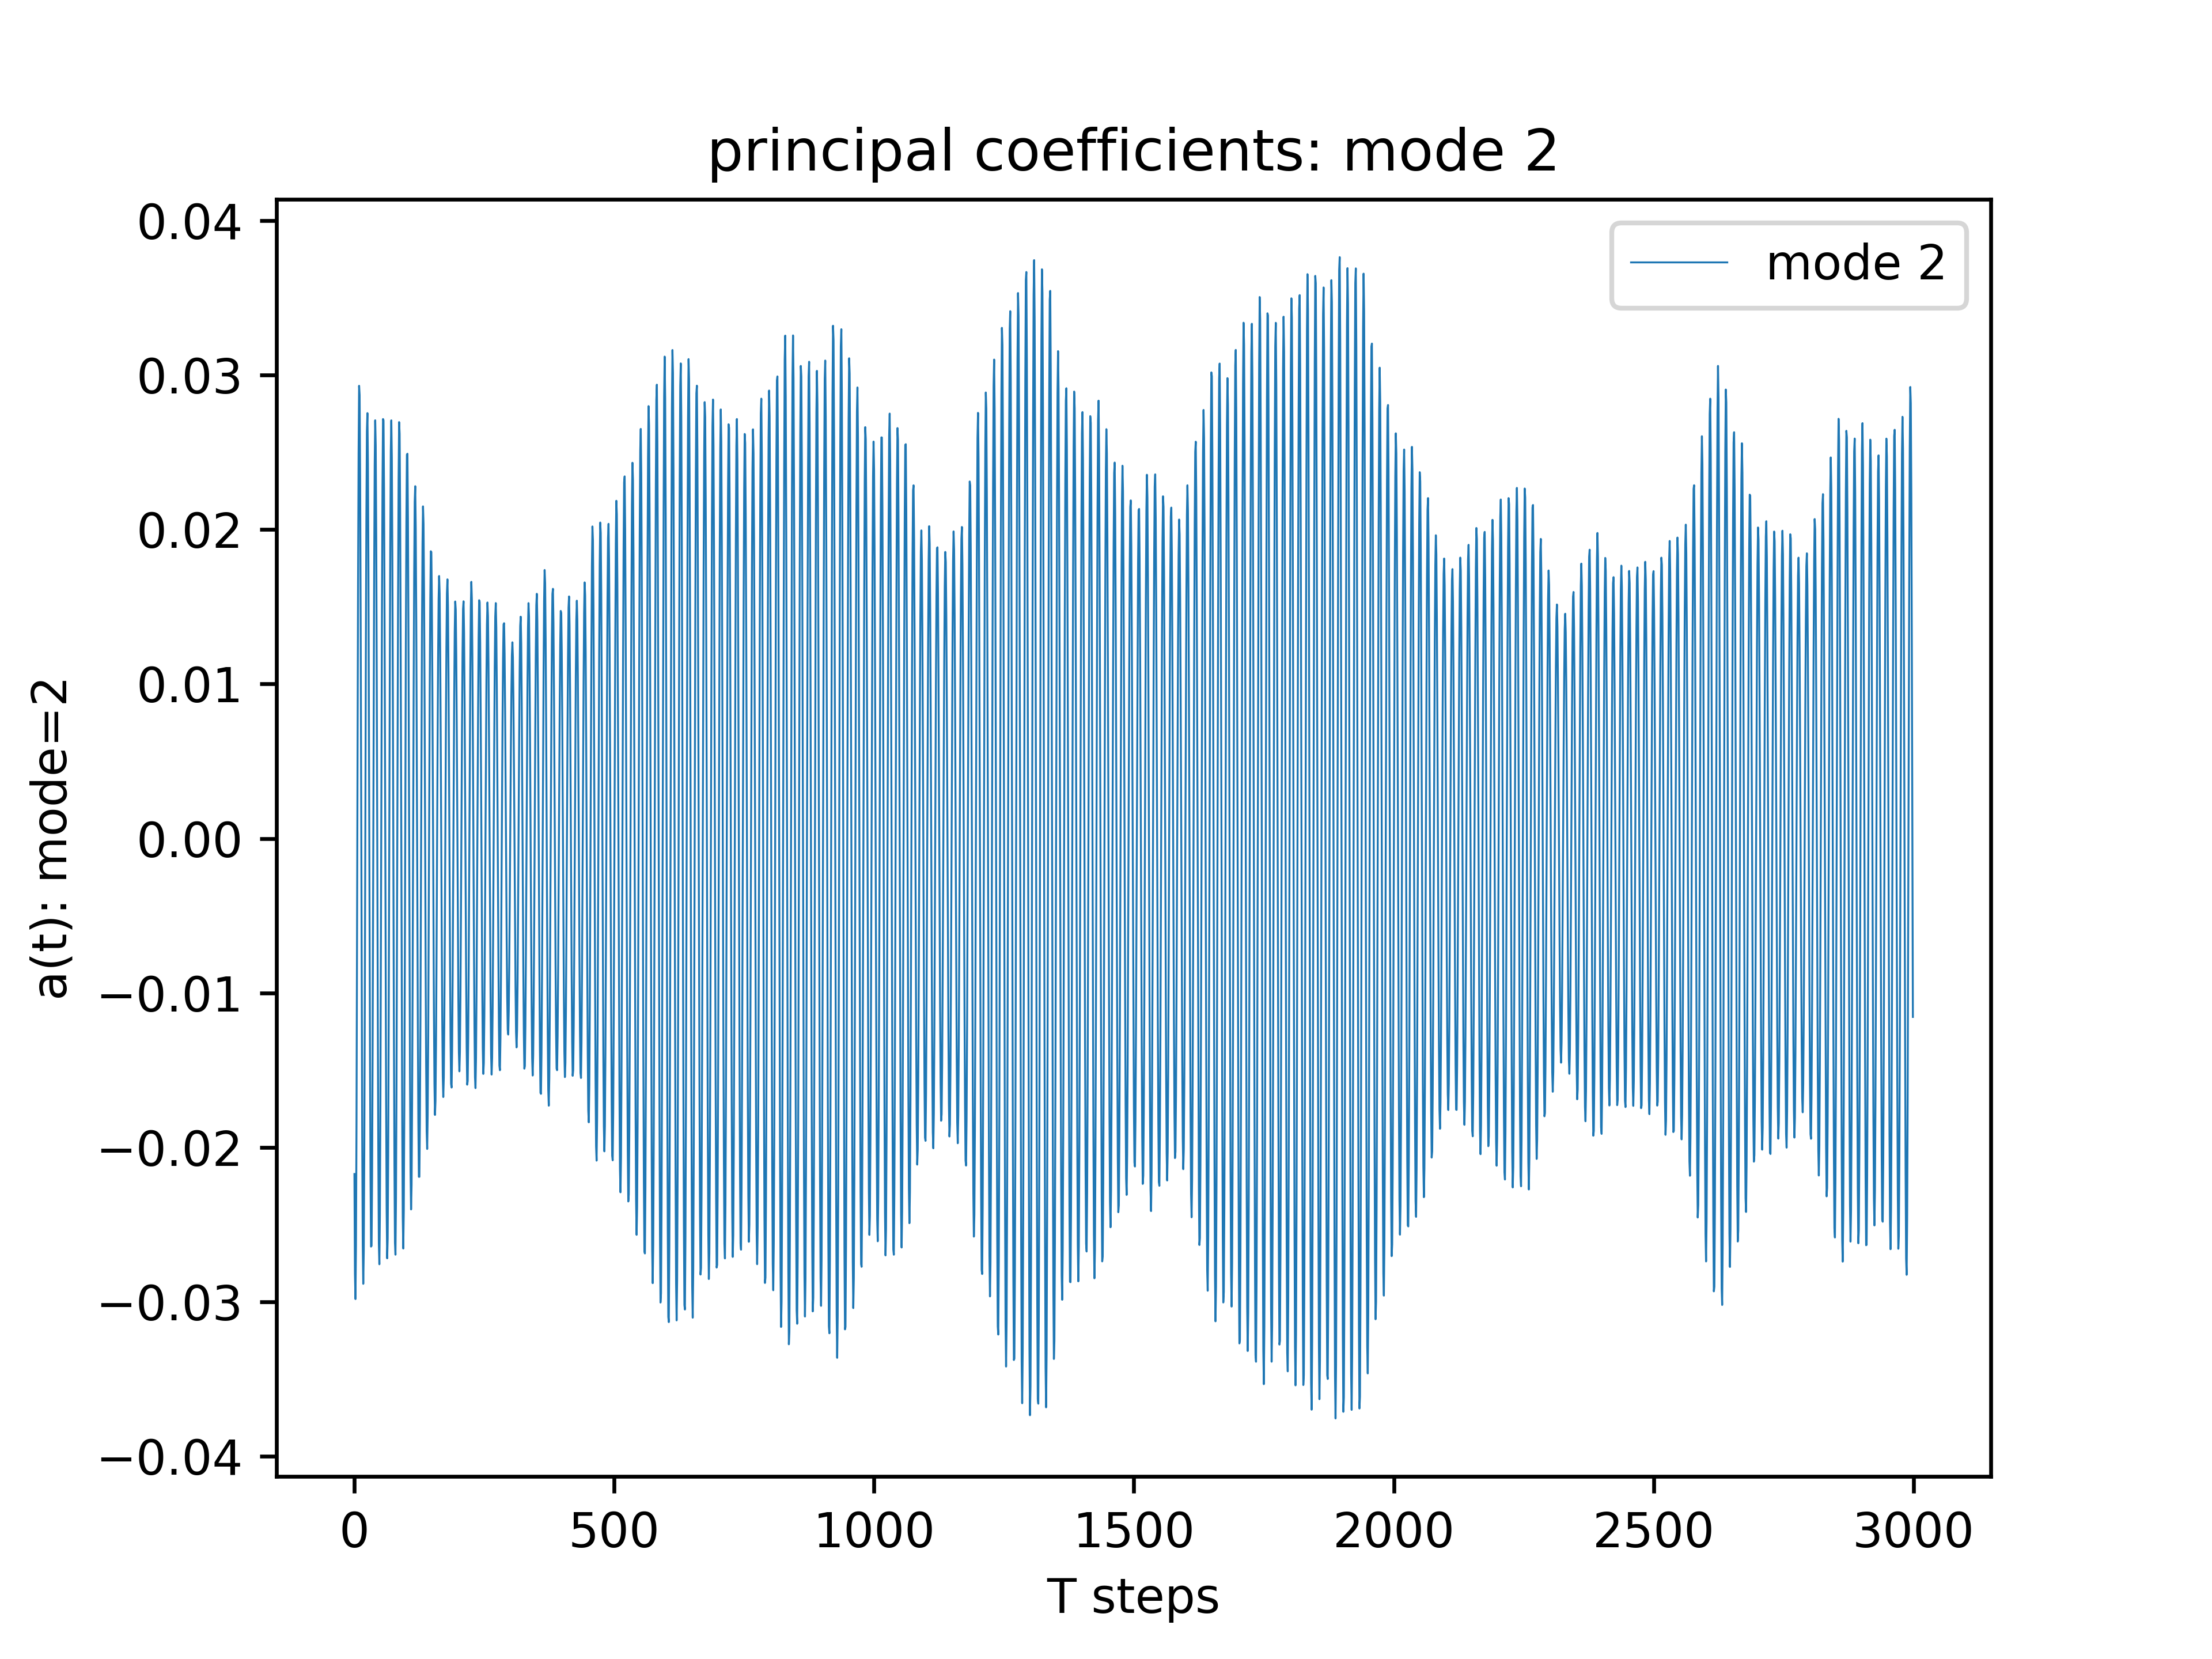 principal coefficients: mode 2
mode 2
0.04
0.03
0.02
0.01
0.00
−0.01
−0.02
−0.03
−0.04
a(t): mode=2
0 500 1000 1500 2000 2500 3000
T steps